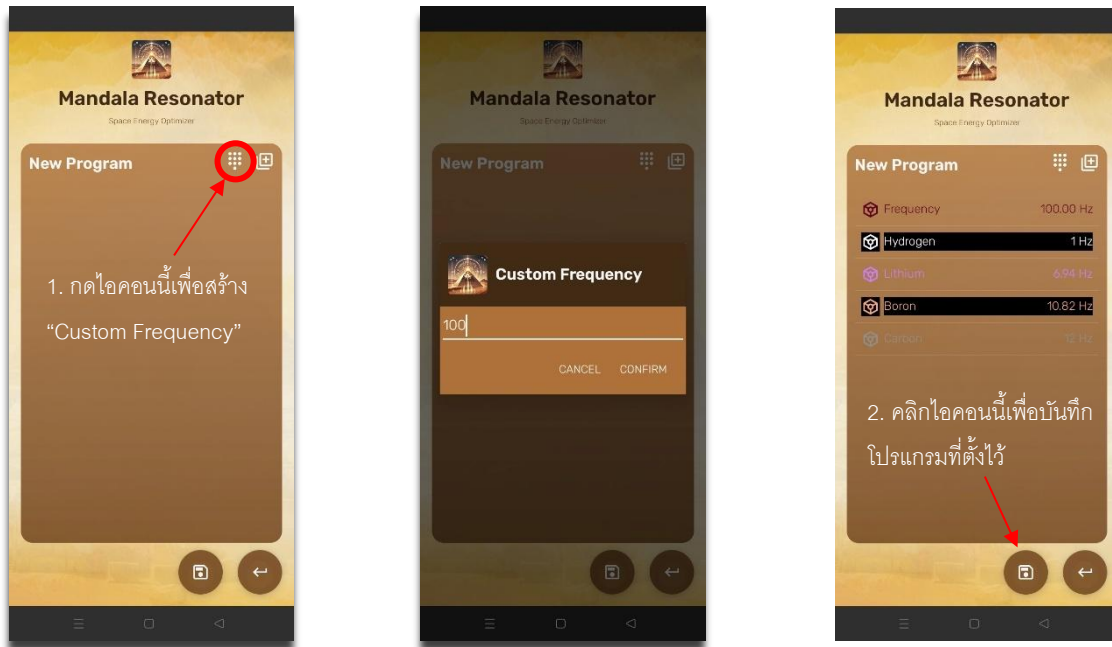 Mandala Resonator
Space Energy Optimizer
New Program
1. กดไอคอนนี้เพื่อสร้าง
“Custom Frequency”
Mandala Resonator
Space Energy Optimizer
New Program
Custom Frequency
100
CANCEL CONFIRM
Mandala Resonator
Space Energy Optimizer
New Program
Frequency 100.00 Hz
Hydrogen 1 Hz
Lithium 6.94 Hz
Boron 10.82 Hz
Carbon 12 Hz
2. คลิกไอคอนนี้เพื่อบันทึก
โปรแกรมที่ตั้งไว้